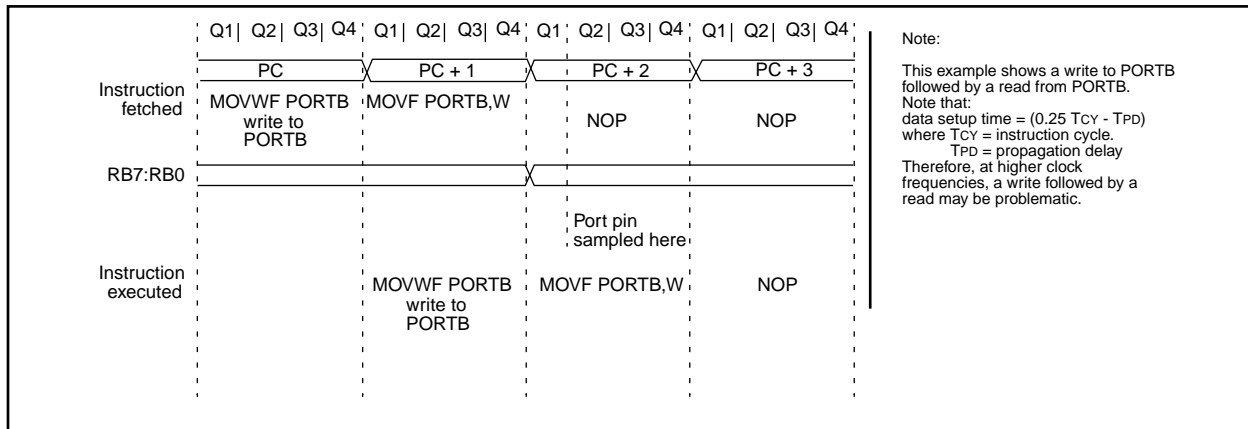 Q1| Q2| Q3| Q4 Q1| Q2| Q3| Q4 Q1 Q2| Q3| Q4 Q1| Q2| Q3| Q4
PC PC + 1 PC + 2 PC + 3
Instruction
fetched
MOVWF PORTB
write to
PORTB
MOVF PORTB,W
NOP
NOP
RB7:RB0
Port pin
sampled here
Instruction
executed
MOVWF PORTB
write to
PORTB
MOVF PORTB,W
NOP
Note:
This example shows a write to PORTB
followed by a read from PORTB.
Note that:
data setup time = (0.25 TCY - TPD)
where TCY = instruction cycle.
TPD = propagation delay
Therefore, at higher clock
frequencies, a write followed by a
read may be problematic.